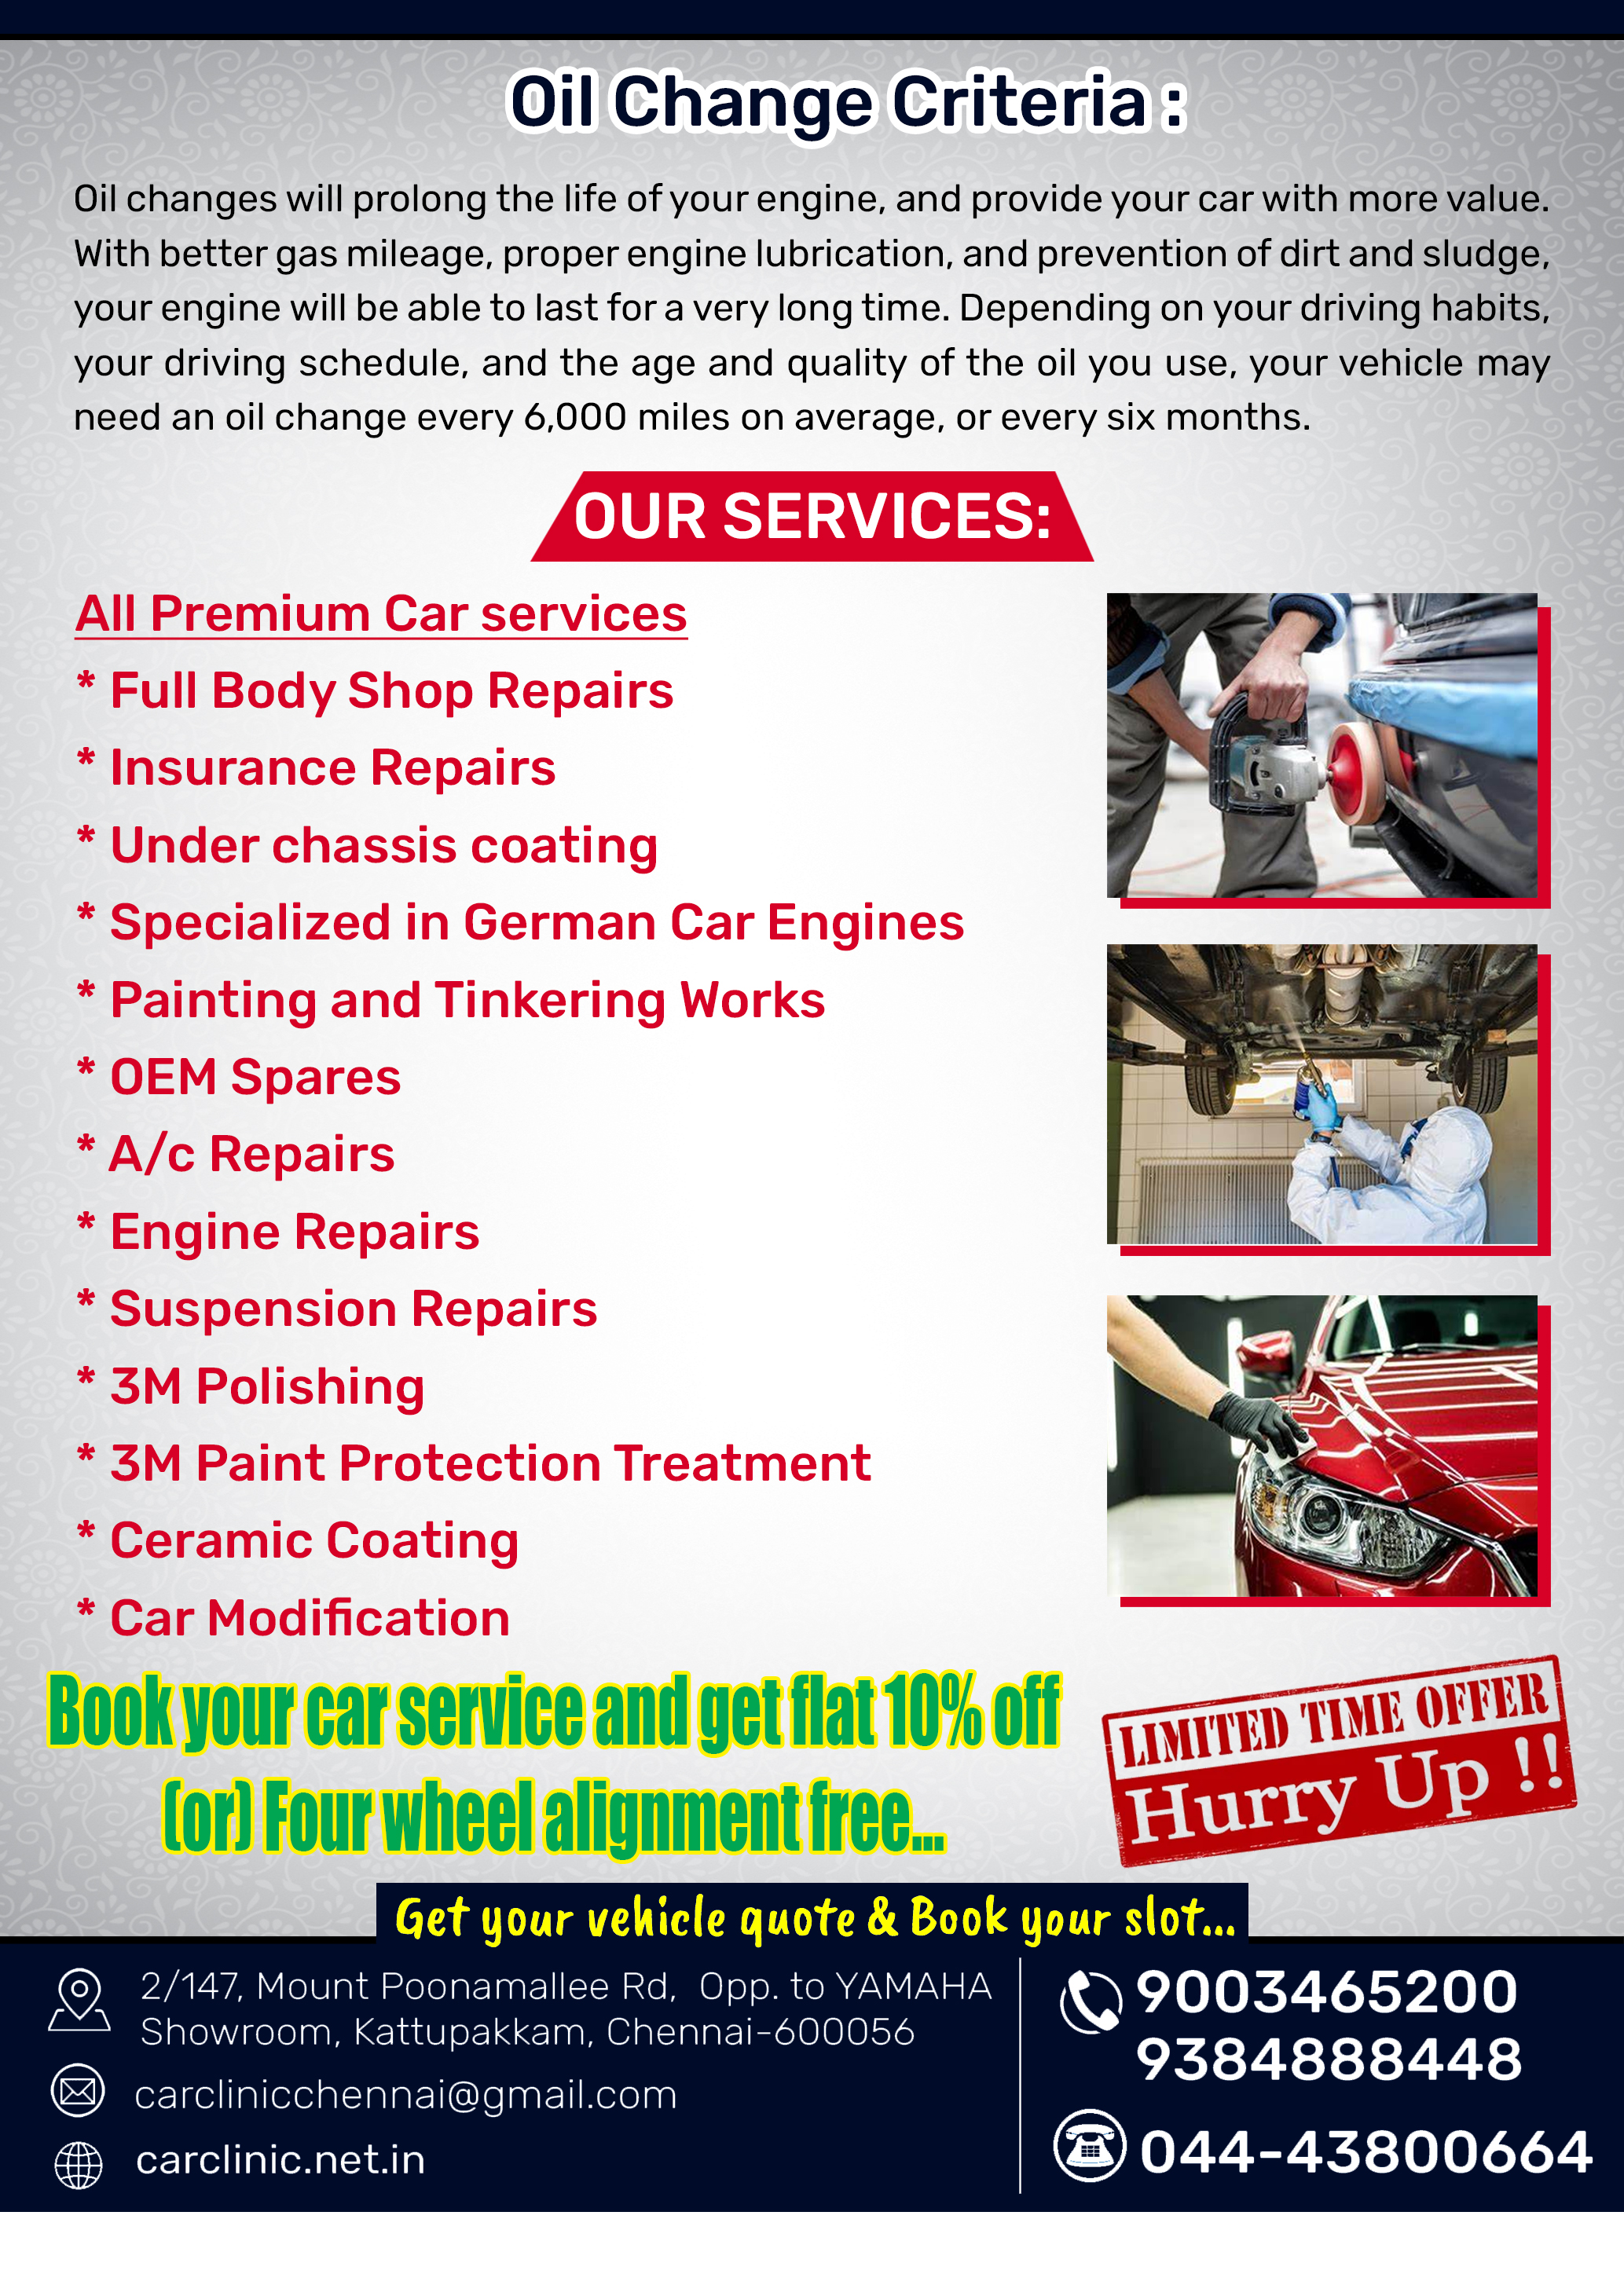 Oil Change Criteria :
Oil changes will prolong the life of your engine, and provide your car with more value.
With better gas mileage, proper engine lubrication, and prevention of dirt and sludge,
your engine will be able to last for a very long time. Depending on your driving habits,
your driving schedule, and the age and quality of the oil you use, your vehicle may
need an oil change every 6,000 miles on average, or every six months.
OUR SERVICES:
All Premium Car services
* Full Body Shop Repairs
* Insurance Repairs
* Under chassis coating
* Specialized in German Car Engines
* Painting and Tinkering Works
* OEM Spares
* A/c Repairs
* Engine Repairs
* Suspension Repairs
* 3M Polishing
* 3M Paint Protection Treatment
* Ceramic Coating
* Car Modification
Book your car service and get flat 10% off
(or) Four wheel alignment free...
LIMITED TIME OFFER
Hurry Up !!
Get your vehicle quote & Book your slot...
2/147, Mount Poonamallee Rd, Opp. to YAMAHA
Showroom, Kattupakkam, Chennai-600056
carclinicchennai@gmail.com
carclinic.net.in
9003465200
9384888448
044-43800664